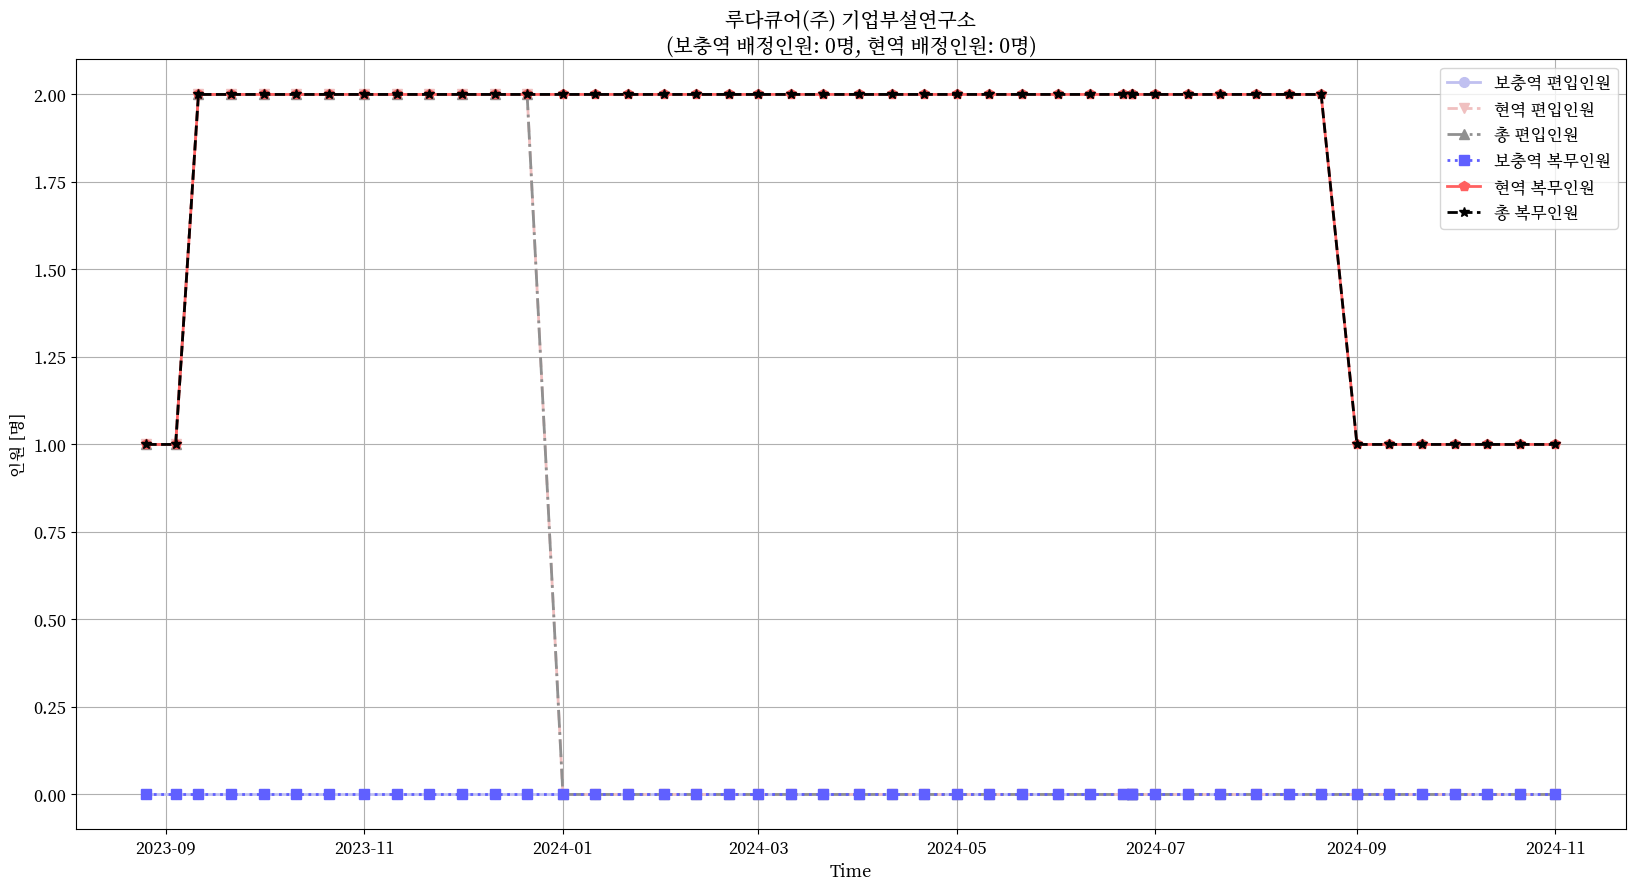 루다큐어(주) 기업부설연구소
(보충역 배정인원: 0명, 현역 배정인원: 0명)
보충역 편입인원
현역 편입인원
총 편입인원
보충역 복무인원
현역 복무인원
총 복무인원
인원 [명]
2.00
1.75
1.50
1.25
1.00
0.75
0.50
0.25
0.00
2023-09 2023-11 2024-01 2024-03 2024-05 2024-07 2024-09 2024-11
Time